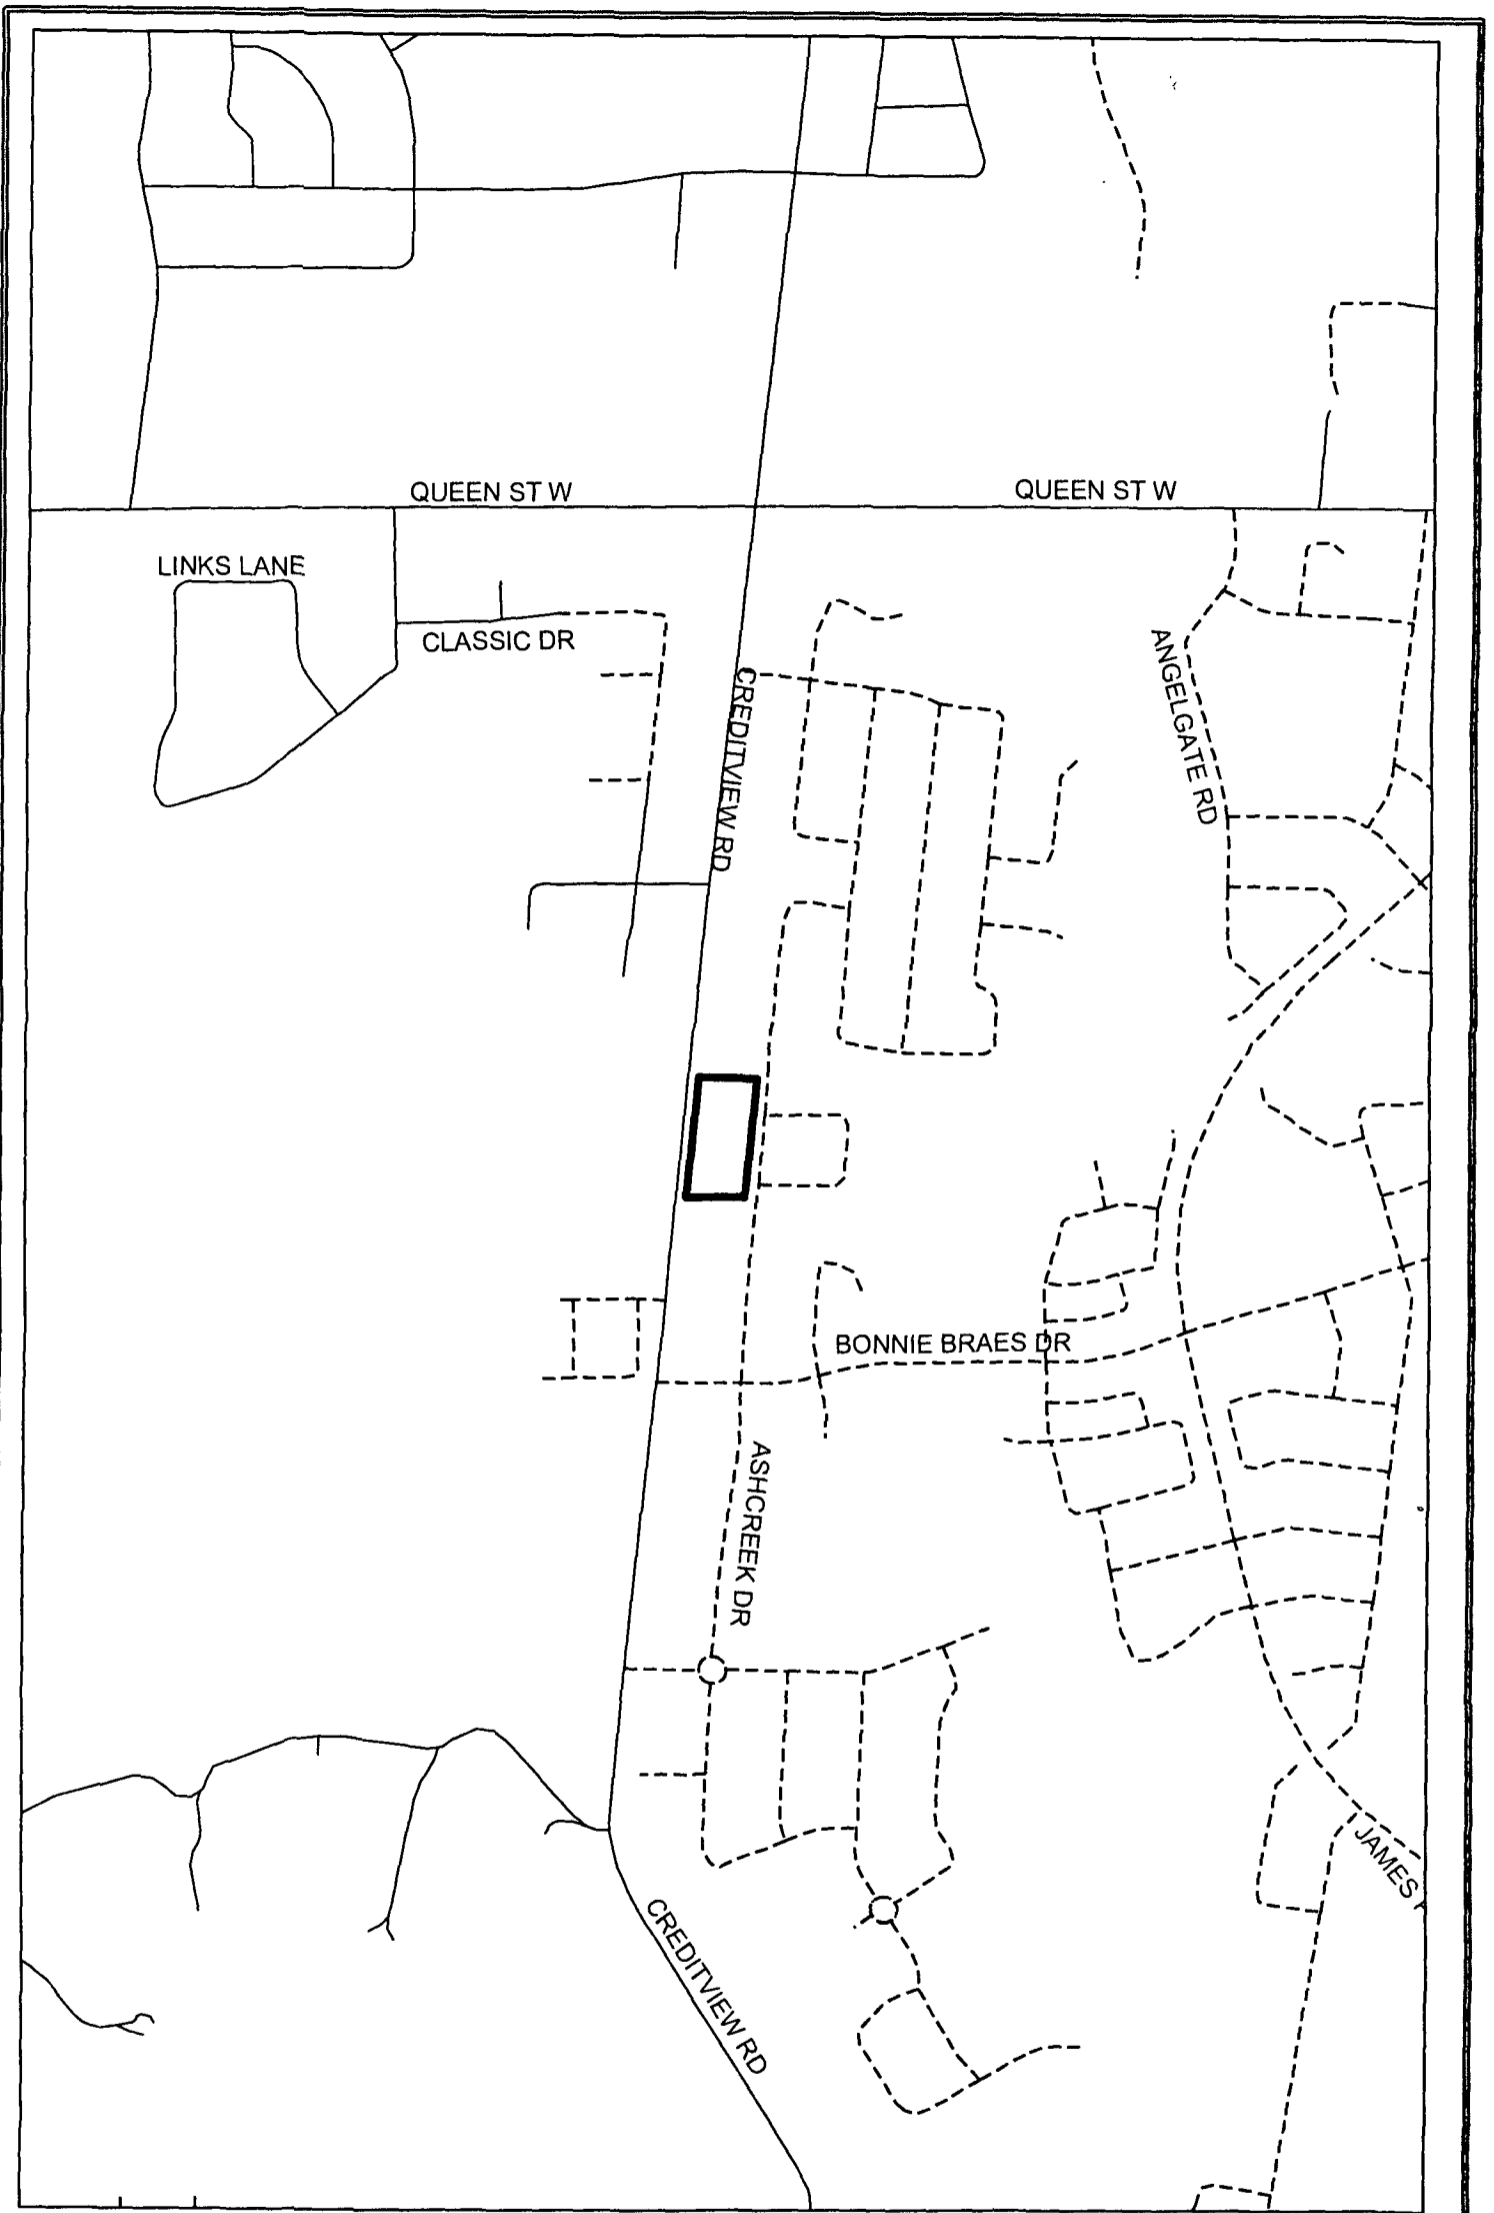 QUEEN ST W
QUEEN ST W
LINKS LANE
CLASSIC DR
ANGELGATE RD
CREDITVIEW RD
BONNIE BRAES DR
ASHCREEK DR
JAMES
CREDITVIEW RD